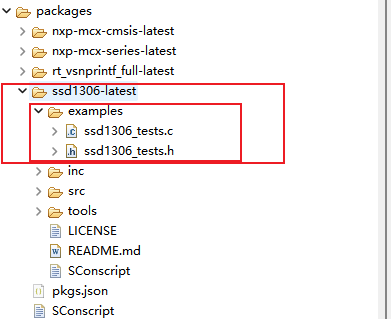 packages
nxp-mcx-cmsis-latest
nxp-mcx-series-latest
rt_vsnprintf_full-latest
ssd1306-latest
examples
ssd1306_tests.c
ssd1306_tests.h
inc
src
tools
LICENSE
README.md
SConscript
pkgs.json
SConscript